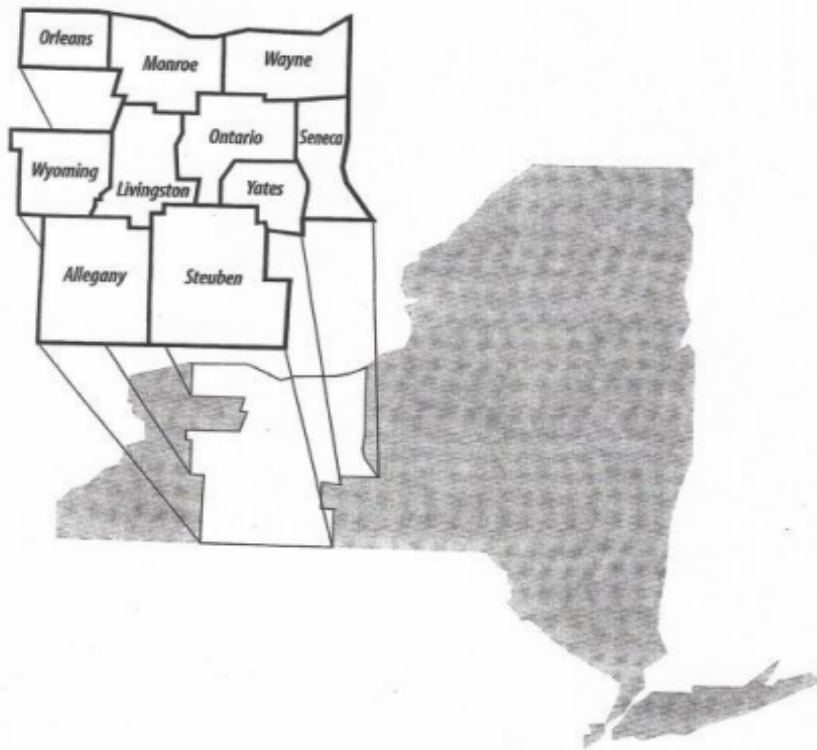 Orleans
Monroe
Wayne
Wyoming
Livingston
Ontario
Seneca
Yates
Allegany
Steuben